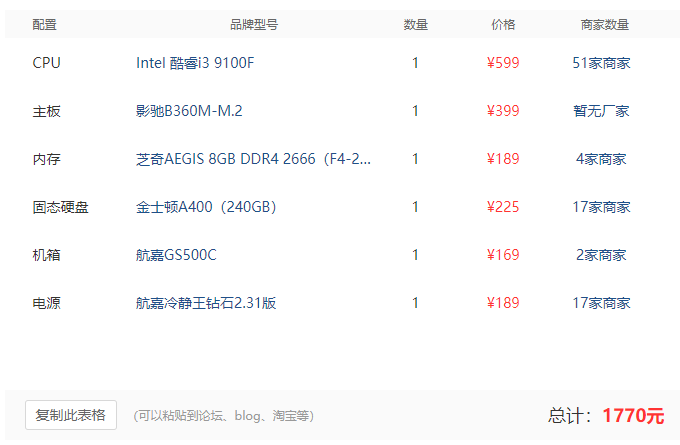 配置 品牌型号 数量 价格 商家数量
CPU Intel 酷睿i3 9100F 1 ¥599 51家商家
主板 影驰B360M-M.2 1 ¥399 暂无厂家
内存 芝奇AEGIS 8GB DDR4 2666（F4-2... 1 ¥189 4家商家
固态硬盘 金士顿A400（240GB） 1 ¥225 17家商家
机箱 航嘉GS500C 1 ¥169 2家商家
电源 航嘉冷静王钻石2.31版 1 ¥189 17家商家
复制此表格 (可以粘贴到论坛、blog、淘宝等) 总计：1770元